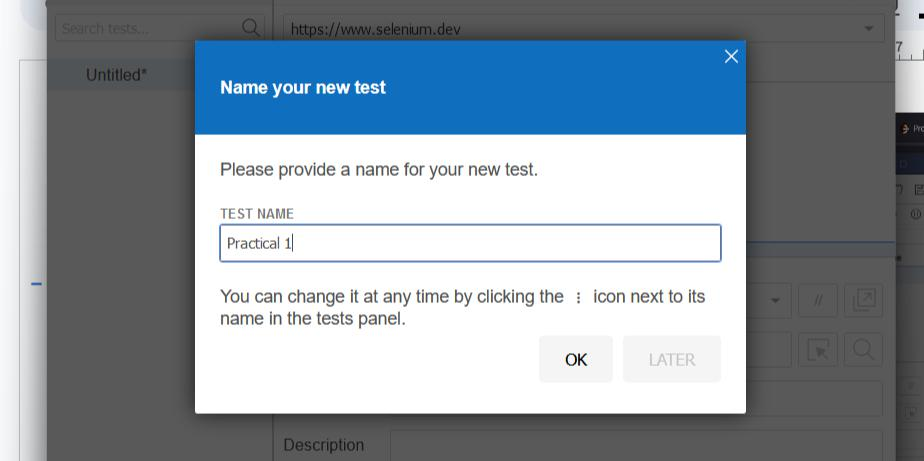 Search tests...
https://www.selenium.dev
7
Untitled*
Name your new test
Pro
Please provide a name for your new test.
D
TEST NAME
Practical 1
You can change it at any time by clicking the ⋮ icon next to its
name in the tests panel.
//
OK
LATER
Description